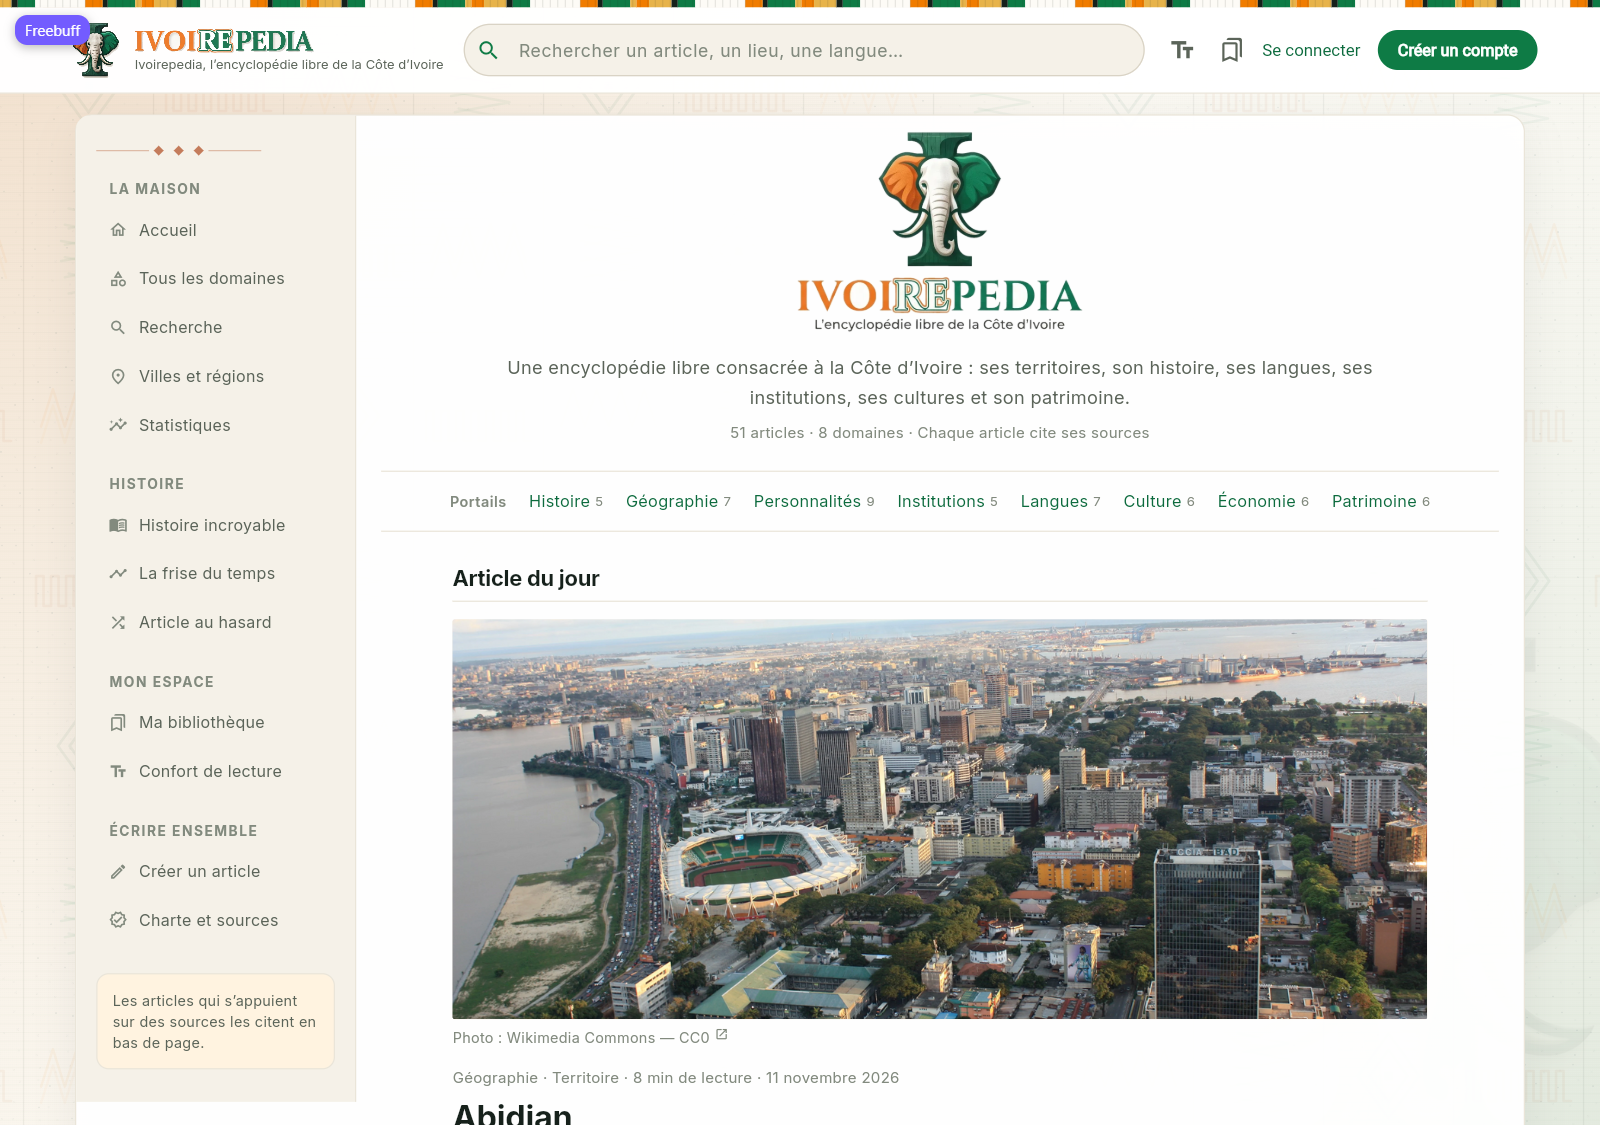 Freebuff
IVOIREPEDIA
Ivoirepedia, l’encyclopédie libre de la Côte d’Ivoire
Rechercher un article, un lieu, une langue...
Se connecter
Créer un compte
LA MAISON
Accueil
Tous les domaines
Recherche
Villes et régions
Statistiques
HISTOIRE
Histoire incroyable
La frise du temps
Article au hasard
MON ESPACE
Ma bibliothèque
Confort de lecture
ÉCRIRE ENSEMBLE
Créer un article
Charte et sources
Les articles qui s’appuient
sur des sources les citent en
bas de page.
IVOIREPEDIA
L’encyclopédie libre de la Côte d’Ivoire
Une encyclopédie libre consacrée à la Côte d’Ivoire : ses territoires, son histoire, ses langues, ses
institutions, ses cultures et son patrimoine.
51 articles · 8 domaines · Chaque article cite ses sources
Portails Histoire 5 Géographie 7 Personnalités 9 Institutions 5 Langues 7 Culture 6 Économie 6 Patrimoine 6
Article du jour
CCIA BAD
Photo : Wikimedia Commons — CC0
Géographie · Territoire · 8 min de lecture · 11 novembre 2026
Abidjan